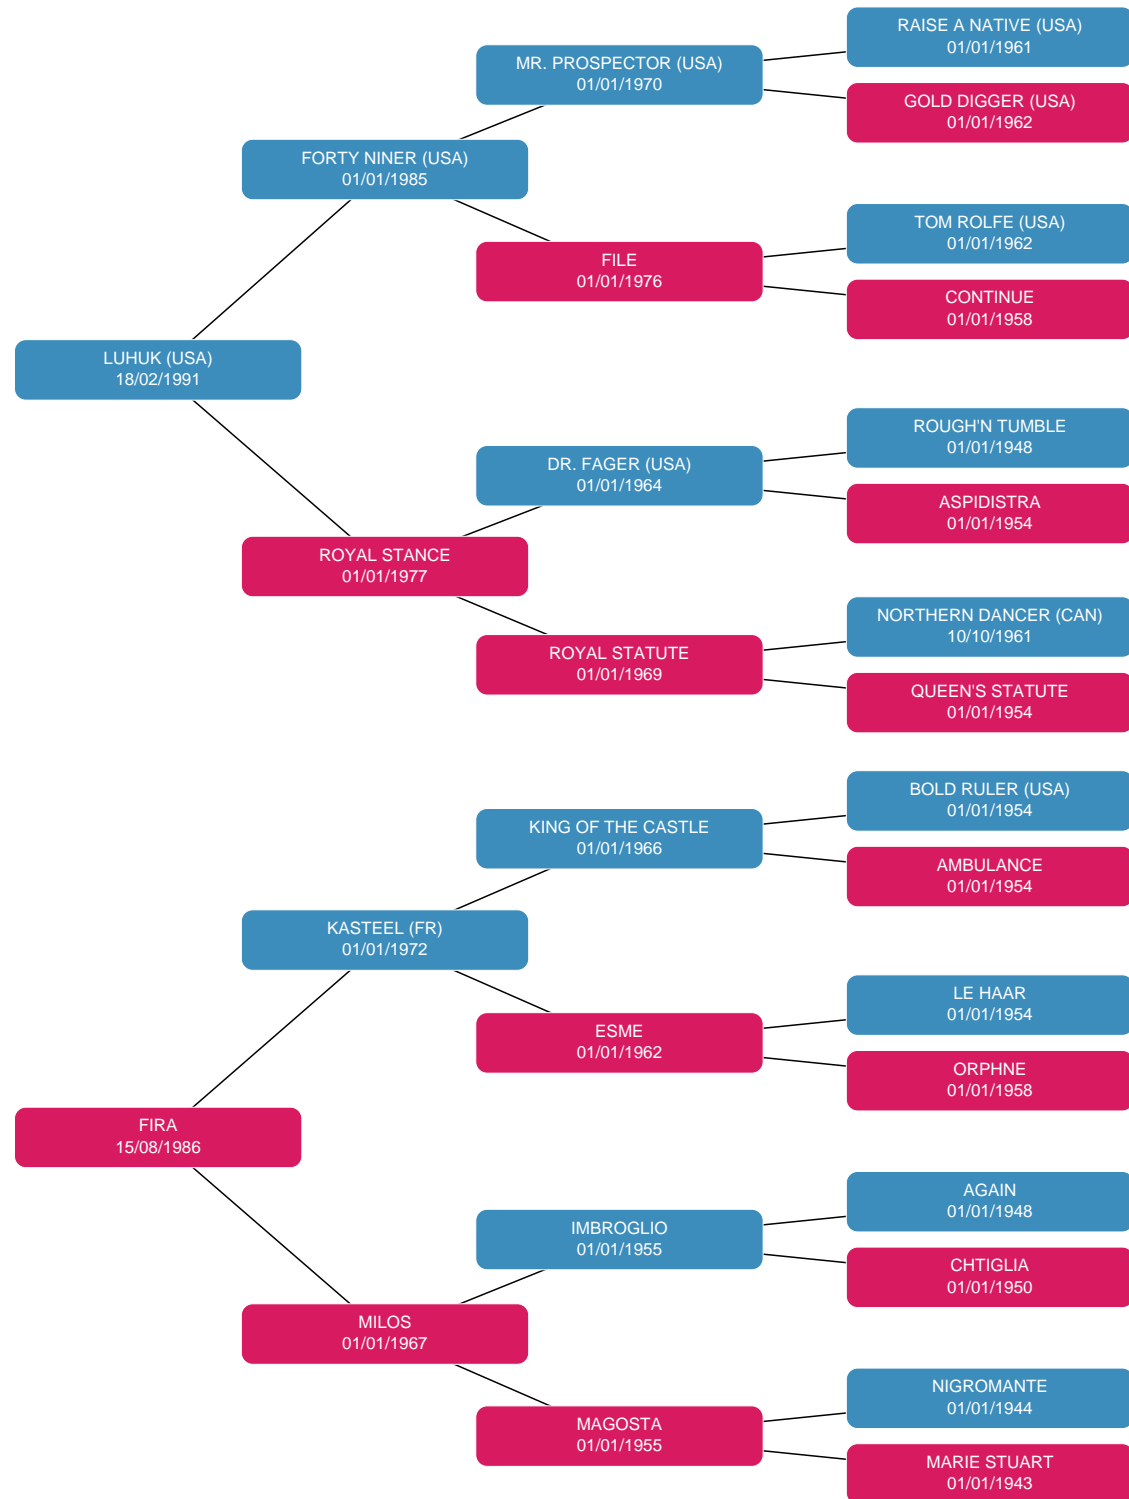 RAISE A NATIVE (USA)
01/01/1961
MR. PROSPECTOR (USA)
01/01/1970
GOLD DIGGER (USA)
01/01/1962
FORTY NINER (USA)
01/01/1985
TOM ROLFE (USA)
01/01/1962
FILE
01/01/1976
CONTINUE
01/01/1958
LUHUK (USA)
18/02/1991
ROUGH'N TUMBLE
01/01/1948
DR. FAGER (USA)
01/01/1964
ASPIDISTRA
01/01/1954
ROYAL STANCE
01/01/1977
NORTHERN DANCER (CAN)
10/10/1961
ROYAL STATUTE
01/01/1969
QUEEN'S STATUTE
01/01/1954
BOLD RULER (USA)
01/01/1954
KING OF THE CASTLE
01/01/1966
AMBULANCE
01/01/1954
KASTEEL (FR)
01/01/1972
LE HAAR
01/01/1954
ESME
01/01/1962
ORPHNE
01/01/1958
FIRA
15/08/1986
AGAIN
01/01/1948
IMBROGLIO
01/01/1955
CHTIGLIA
01/01/1950
MILOS
01/01/1967
NIGROMANTE
01/01/1944
MAGOSTA
01/01/1955
MARIE STUART
01/01/1943